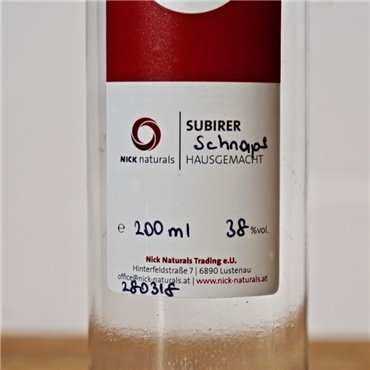 SUBIRER
Schnaps
HAUSGEMACHT
NICK naturals
e 200 ml 38 %vol.
Nick Naturals Trading e.U.
Hinterfeldstraße 7 | 6890 Lustenau
office@nick-naturals.at | www.nick-naturals.at
280318